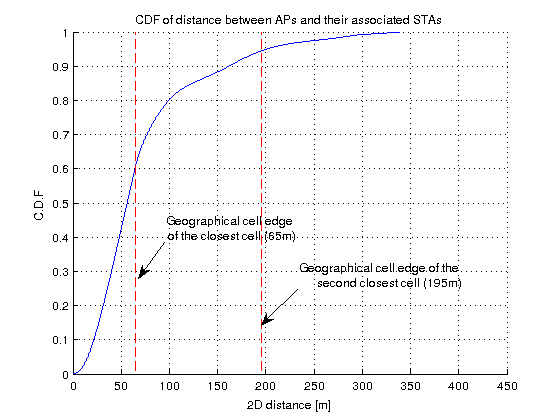 CDF of distance between APs and their associated STAs
1
0.9
0.8
0.7
0.6
0.5
0.4
0.3
0.2
0.1
0
C.D.F
Geographical cell edge
of the closest cell (65m)
Geographical cell edge of the
second closest cell (195m)
0 50 100 150 200 250 300 350 400 450
2D distance [m]